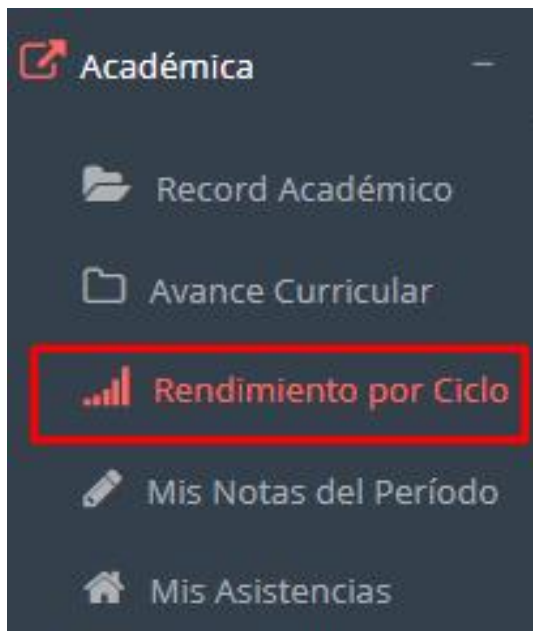 Académica
Record Académico
Avance Curricular
Rendimiento por Ciclo
Mis Notas del Período
Mis Asistencias